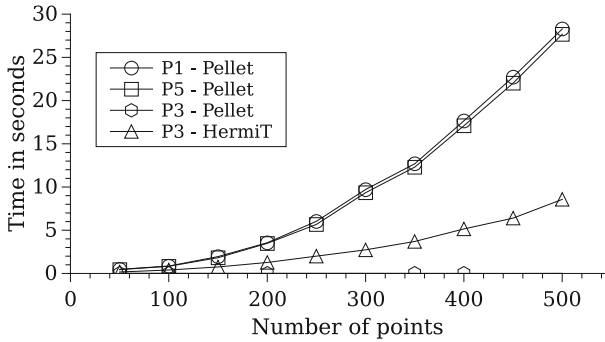 30
25
20
15
10
5
0
Time in seconds
P1 - Pellet
P5 - Pellet
P3 - Pellet
P3 - HermiT
0 100 200 300 400 500
Number of points